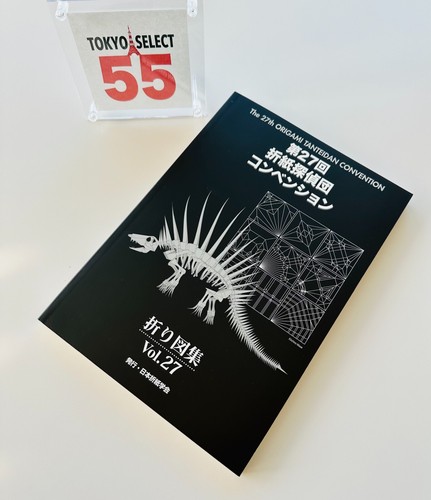 TOKYO SELECT
55
The 27th ORIGAMI TANTEIDAN CONVENTION
第27回
折紙探偵団
コンベンション
折り図集
Vol.27
発行・日本折紙学会